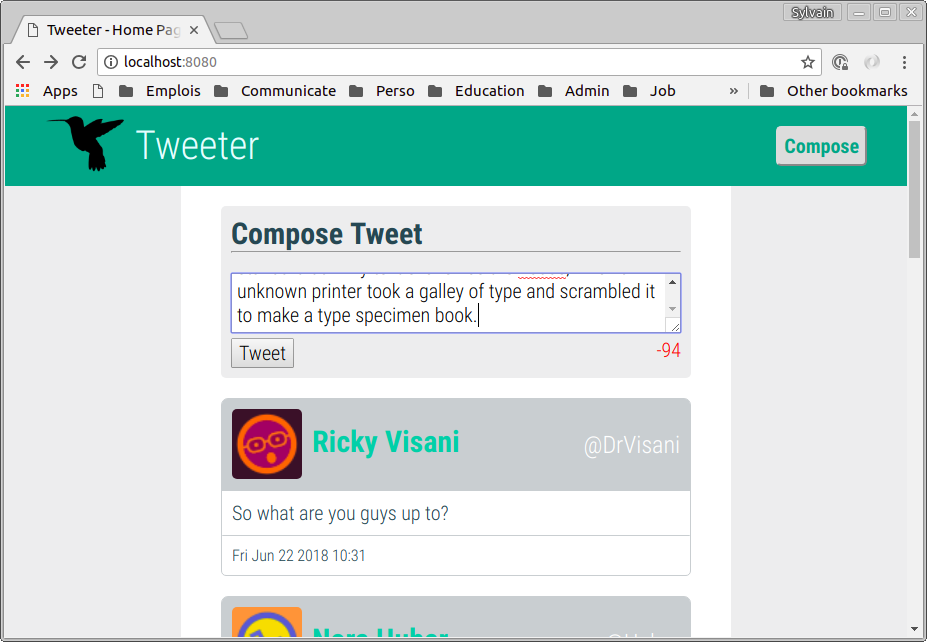 Sylvain
Tweeter - Home Pag
localhost:8080
Apps Emplois Communicate Perso Education Admin Job » Other bookmarks
Tweeter
Compose
Compose Tweet
unknown printer took a galley of type and scrambled it
to make a type specimen book.
Tweet
-94
Ricky Visani
@DrVisani
So what are you guys up to?
Fri Jun 22 2018 10:31